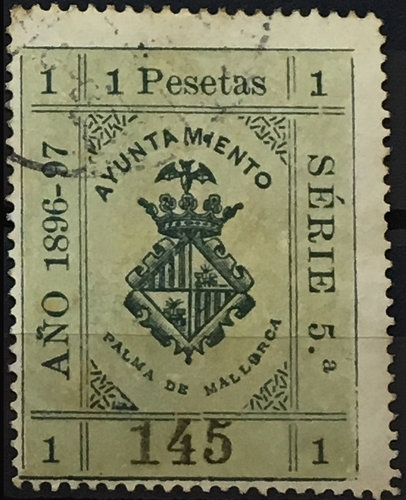 1 1 Pesetas 1
AÑO 1896-97
AYUNTAMIENTO
PALMA DE MALLORCA
SÉRIE 5.ª
1 145 1